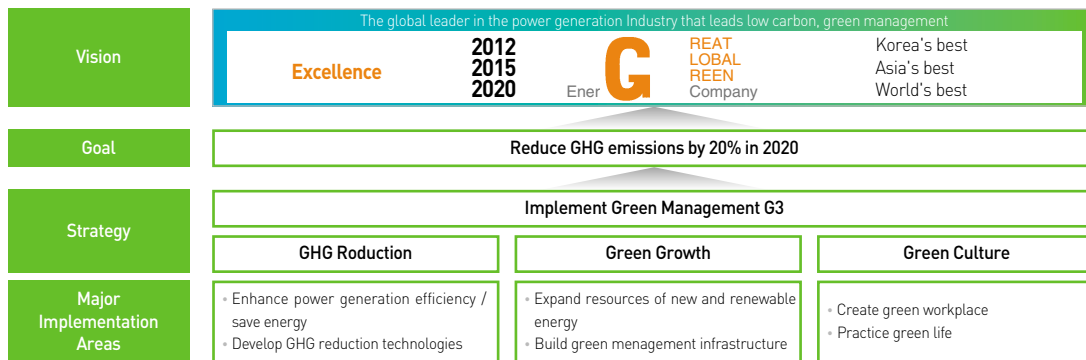 The global leader in the power generation Industry that leads low carbon, green management
Vision
Excellence
2012
2015
2020
Ener G Company
REAT
LOBAL
REEN
Korea's best
Asia's best
World's best
Goal
Reduce GHG emissions by 20% in 2020
Strategy
Implement Green Management G3
GHG Roduction
Green Growth
Green Culture
Major
Implementation
Areas
• Enhance power generation efficiency /
save energy
• Develop GHG reduction technologies
• Expand resources of new and renewable
energy
• Build green menagement infrastructure
• Create green workplace
• Practice green life